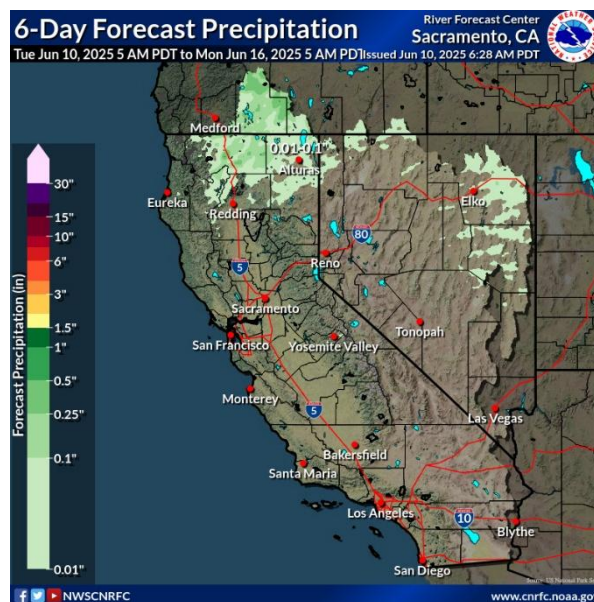 6-Day Forecast Precipitation
River Forecast Center
Sacramento, CA
Tue Jun 10, 2025 5 AM PDT to Mon Jun 16, 2025 5 AM PDT
Issued Jun 10, 2025 6:28 AM PDT
Medford
0.01-0.1"
Alturas
Eureka
Redding
Elko
80
Reno
5
Sacramento
San Francisco
Yosemite Valley
Tonopah
Monterey
5
Las Vegas
Bakersfield
Santa Maria
Los Angeles
10
Blythe
San Diego
Forecast Precipitation (in)
30"
15"
10"
6"
3"
1.5"
1"
0.5"
0.25"
0.1"
0.01"
NWSCNRFC
www.cnrfc.noaa.gov